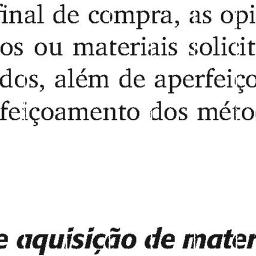 final de compra, as opi
os ou materiais solicit
dos, além de aperfeiço
feiçoamento dos méto
e aquisição de mater